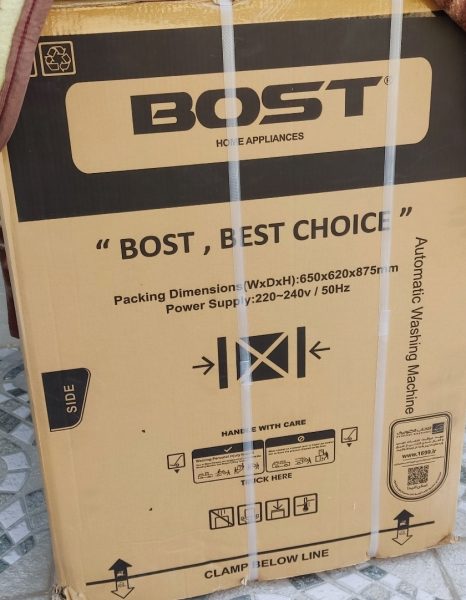 BOST®
HOME APPLIANCES
“ BOST , BEST CHOICE ”
Packing Dimensions(WxDxH):650x620x875mm
Power Supply:220~240v / 50Hz
Automatic Washing Machine
SIDE
HANDLE WITH CARE
TRUCK HERE
www.1699.ir
CLAMP BELOW LINE